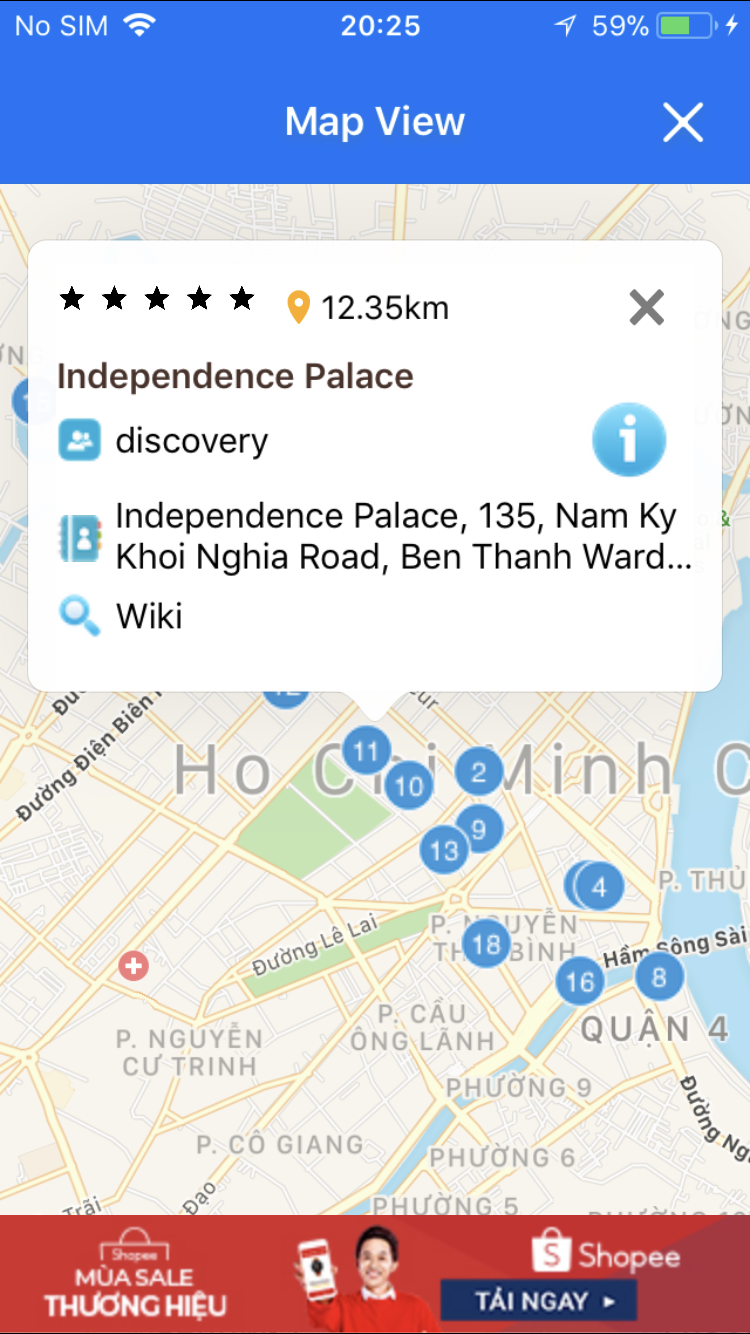 No SIM 20:25 59%
Map View
12.35km
Independence Palace
discovery
Independence Palace, 135, Nam Ky
Khoi Nghia Road, Ben Thanh Ward...
Wiki
12
Đường Điện Biên
11
Ho Chi Minh C
10
2
9
13
4
P. THỦ
Đường Lê Lai
P. NGUYỄN
THÁI BÌNH
18
Hầm Sông Sài
16
8
P. CẦU
ÔNG LÃNH
QUẬN 4
P. NGUYỄN
CƯ TRINH
PHƯỜNG 9
Đường Ng
P. CÔ GIANG
PHƯỜNG 6
Trãi
Đạo
PHƯỜNG 5
Shopee
MÙA SALE
THƯƠNG HIỆU
Shopee
TẢI NGAY